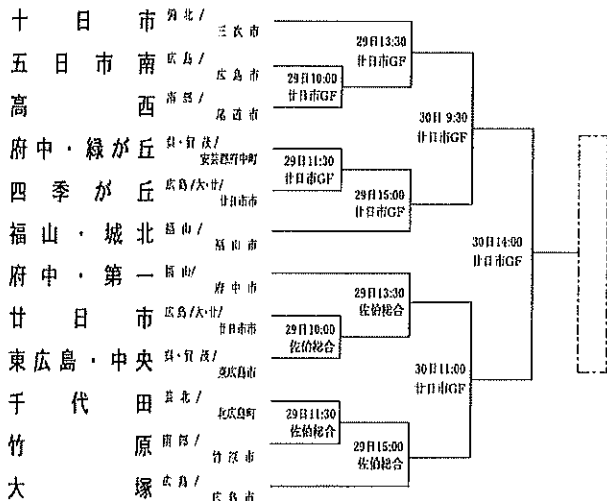 十日市 備北/三次市
五日市南 広島/広島市
高西 南部/尾道市
府中・緑が丘 呉・賀茂/安芸郡府中町
四季が丘 広島/大・廿/廿日市市
福山・城北 福山/福山市
府中・第一 福山/府中市
廿日市 広島/大・廿/廿日市市
東広島・中央 呉・賀茂/東広島市
千代田 芸北/北広島町
竹原 南部/竹原市
大塚 広島/広島市
29日13:30
廿日市GF
29日10:00
廿日市GF
30日 9:30
廿日市GF
29日11:30
廿日市GF
29日15:00
廿日市GF
30日14:00
廿日市GF
29日13:30
佐伯総合
29日10:00
佐伯総合
30日11:00
廿日市GF
29日11:30
佐伯総合
29日15:00
佐伯総合